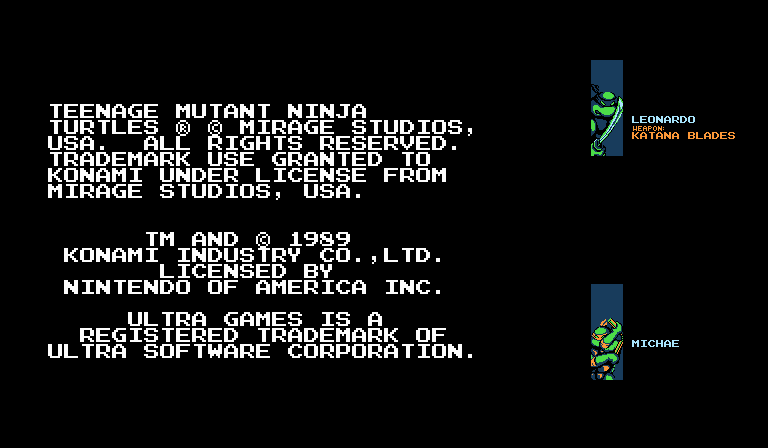 TEENAGE MUTANT NINJA
TURTLES ® © MIRAGE STUDIOS,
USA.  ALL RIGHTS RESERVED.
TRADEMARK USE GRANTED TO
KONAMI UNDER LICENSE FROM
MIRAGE STUDIOS, USA.
TM AND © 1989
KONAMI INDUSTRY CO.,LTD.
LICENSED BY
NINTENDO OF AMERICA INC.
ULTRA GAMES IS A
REGISTERED TRADEMARK OF
ULTRA SOFTWARE CORPORATION.
LEONARDO
WEAPON:
KATANA BLADES
MICHAE